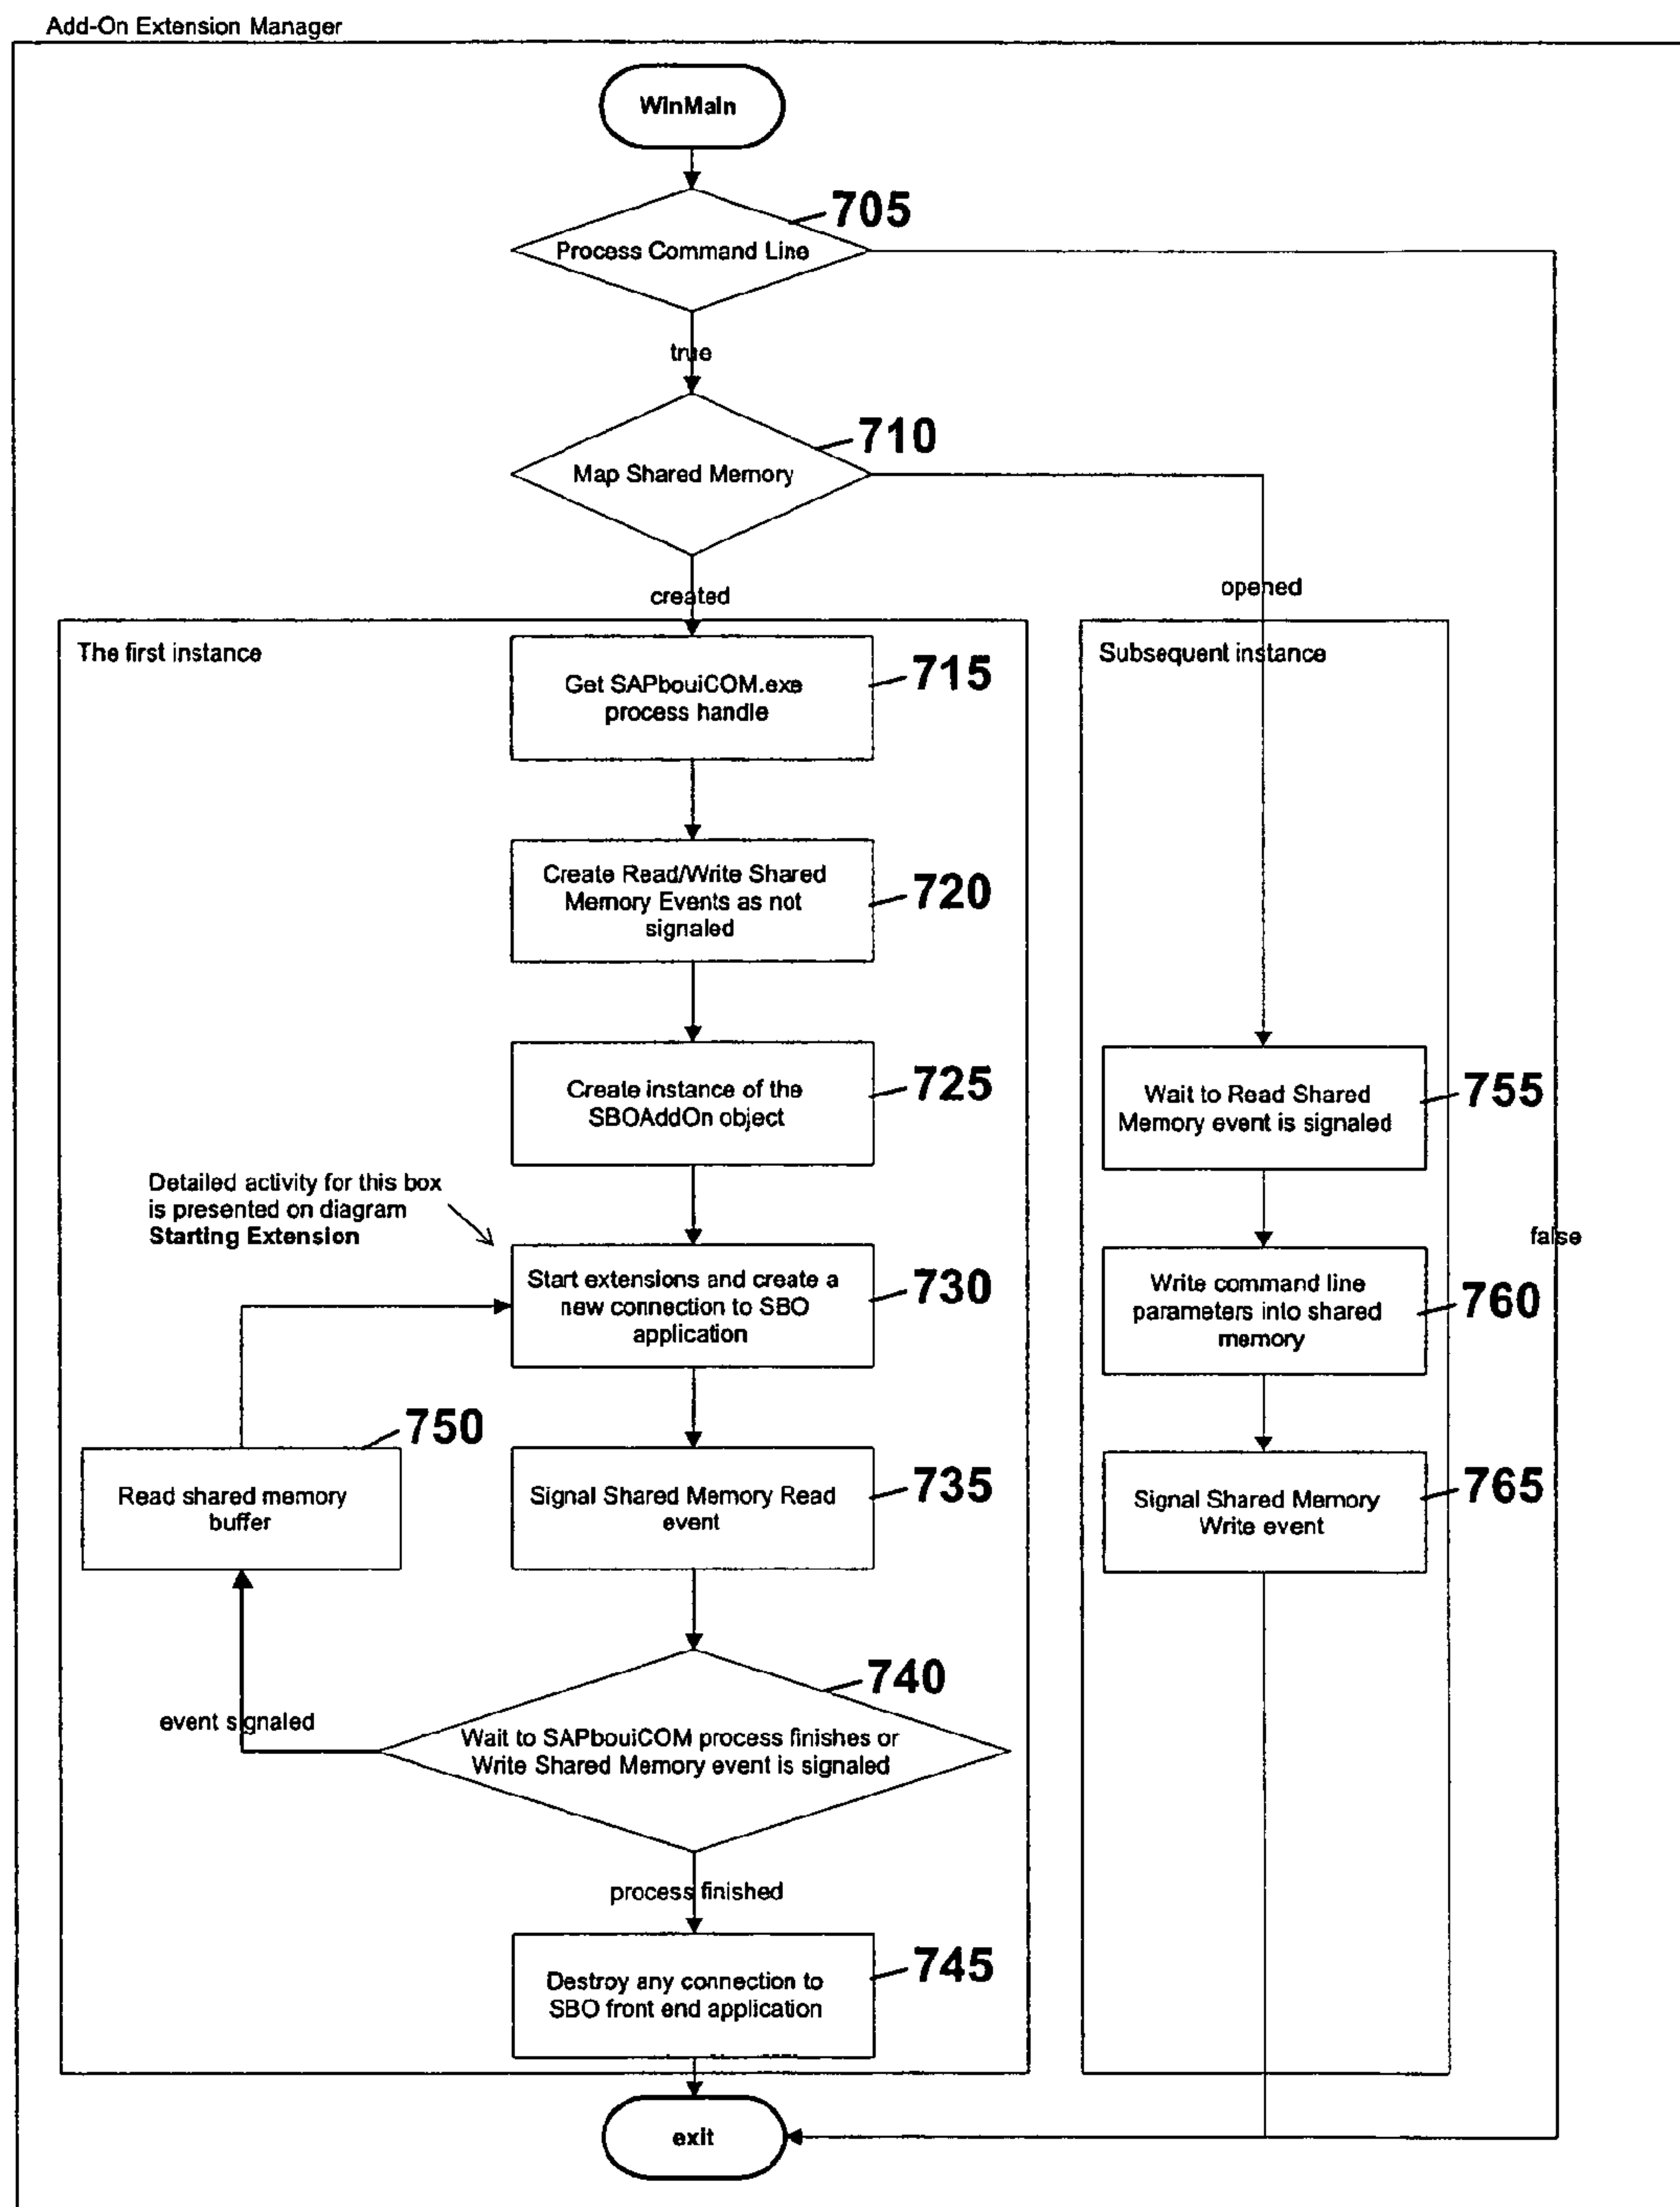 Add-On Extension Manager
WinMain
705
Process Command Line
true
710
Map Shared Memory
created
opened
The first instance
Subsequent instance
Get SAPbouiCOM.exe
process handle
715
Create Read/Write Shared
Memory Events as not
signaled
720
Create instance of the
SBOAddOn object
725
Wait to Read Shared
Memory event is signaled
755
Detailed activity for this box
is presented on diagram
Starting Extension
false
Start extensions and create a
new connection to SBO
application
730
Write command line
parameters into shared
memory
760
750
Read shared memory
buffer
Signal Shared Memory Read
event
735
Signal Shared Memory
Write event
765
740
event signaled
Wait to SAPbouiCOM process finishes or
Write Shared Memory event is signaled
process finished
Destroy any connection to
SBO front end application
745
exit